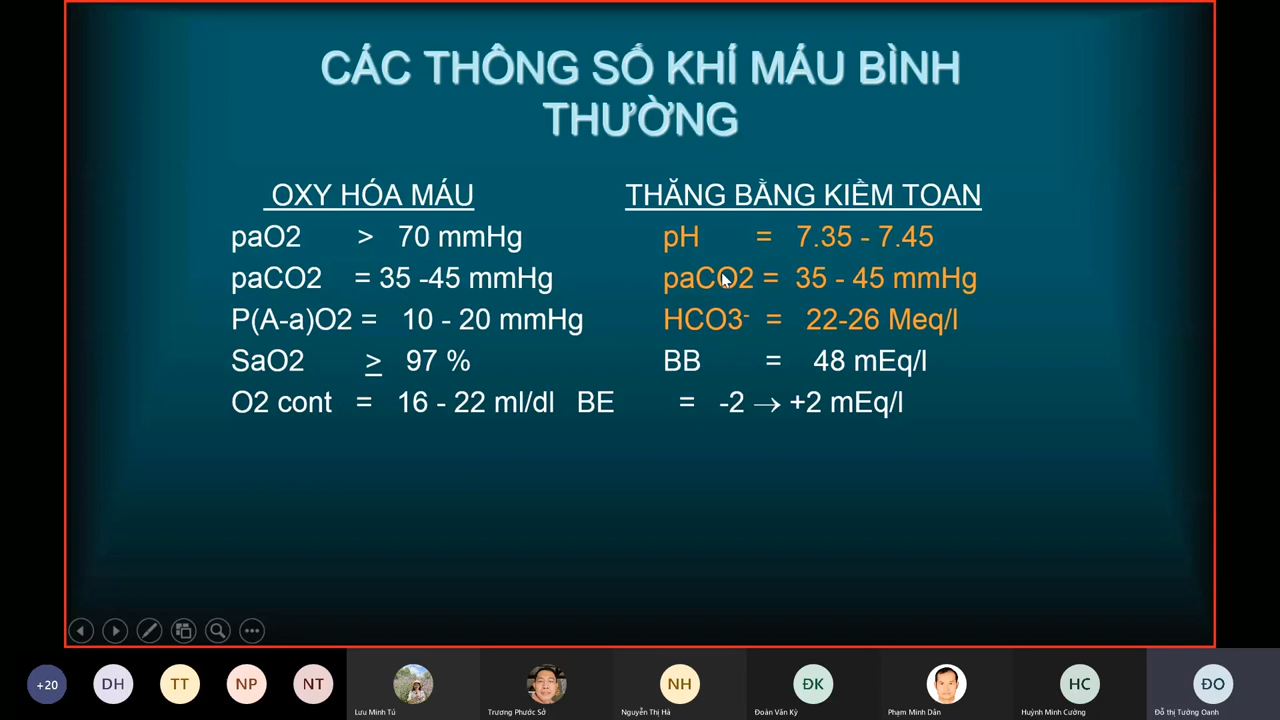 CÁC THÔNG SỐ KHÍ MÁU BÌNH
THƯỜNG
OXY HÓA MÁU
paO2 > 70 mmHg
paCO2 = 35 -45 mmHg
P(A-a)O2 = 10 - 20 mmHg
SaO2 > 97 %
O2 cont = 16 - 22 ml/dl
THĂNG BẰNG KIỀM TOAN
pH = 7.35 - 7.45
paCO2 = 35 - 45 mmHg
HCO3- = 22-26 Meq/l
BB = 48 mEq/l
BE = -2 → +2 mEq/l
+20
DH
TT
NP
NT
Lưu Minh Tú
Trương Phước Sở
NH
Nguyễn Thị Hà
ĐK
Đoàn Văn Kỳ
Phạm Minh Dân
HC
Huỳnh Minh Cường
ĐO
Đỗ thị Tường Oanh